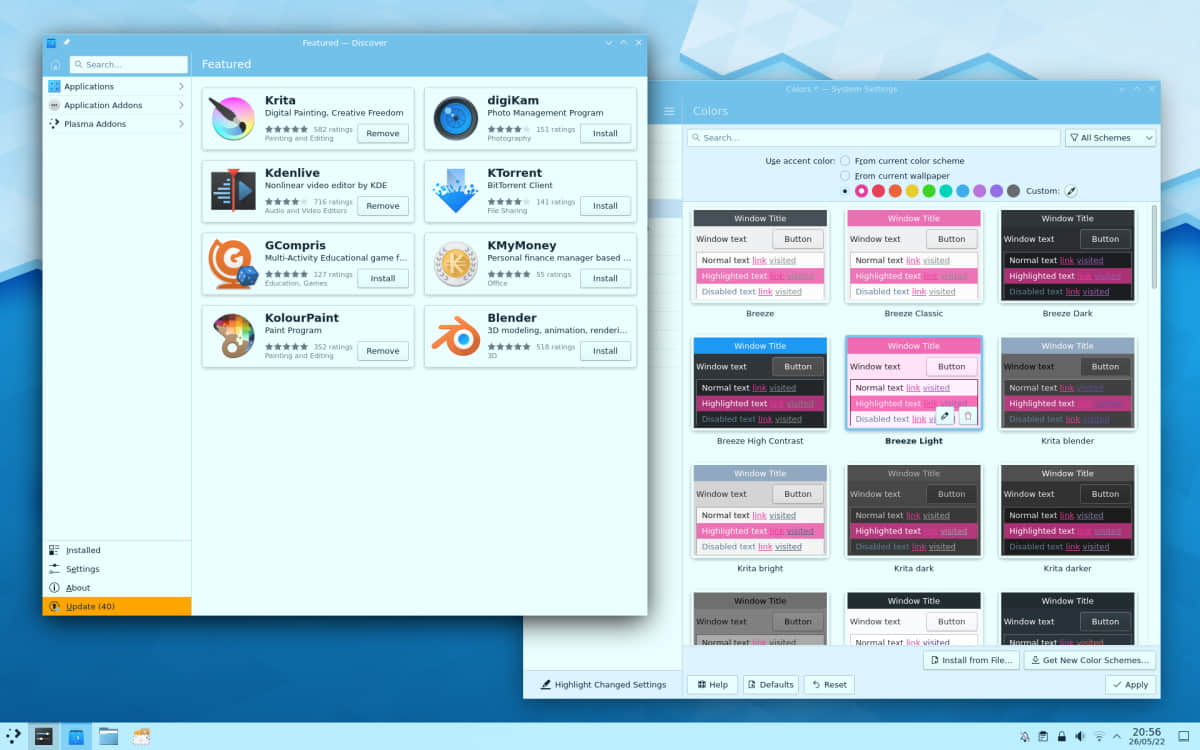 Featured — Discover
Search...
Featured
Applications
Application Addons
Plasma Addons
Krita
Digital Painting, Creative Freedom
582 ratings
Painting and Editing
Remove
digiKam
Photo Management Program
151 ratings
Photography
Install
Kdenlive
Nonlinear video editor by KDE
716 ratings
Audio and Video Editors
Remove
KTorrent
BitTorrent Client
141 ratings
File Sharing
Install
GCompris
Multi-Activity Educational game f...
127 ratings
Education, Games
Install
KMyMoney
Personal finance manager based ...
55 ratings
Office
Install
KolourPaint
Paint Program
352 ratings
Painting and Editing
Remove
Blender
3D modeling, animation, renderi...
518 ratings
3D
Install
Installed
Settings
About
Update (40)
Colors * — System Settings
Colors
Search...
All Schemes
Use accent color:
From current color scheme
From current wallpaper
Custom:
Window Title
Window text
Button
Normal text link visited
Highlighted text link visited
Disabled text link visited
Breeze
Window Title
Window text
Button
Normal text link visited
Highlighted text link visited
Disabled text link visited
Breeze Classic
Window Title
Window text
Button
Normal text link visited
Highlighted text link visited
Disabled text link visited
Breeze Dark
Window Title
Window text
Button
Normal text link visited
Highlighted text link visited
Disabled text link visited
Breeze High Contrast
Window Title
Window text
Button
Normal text link visited
Highlighted text link visited
Disabled text link
Breeze Light
Window Title
Window text
Button
Normal text link visited
Highlighted text link visited
Disabled text link visited
Krita blender
Window Title
Window text
Button
Normal text link visited
Highlighted text link visited
Disabled text link visited
Krita bright
Window Title
Window text
Button
Normal text link visited
Highlighted text link visited
Disabled text link visited
Krita dark
Window Title
Window text
Button
Normal text link visited
Highlighted text link visited
Disabled text link visited
Krita darker
Window Title
Window text
Button
Normal text link visited
Window Title
Window text
Button
Normal text link visited
Window Title
Window text
Button
Normal text link visited
Install from File...
Get New Color Schemes...
Highlight Changed Settings
Help
Defaults
Reset
Apply
20:56
26/05/22